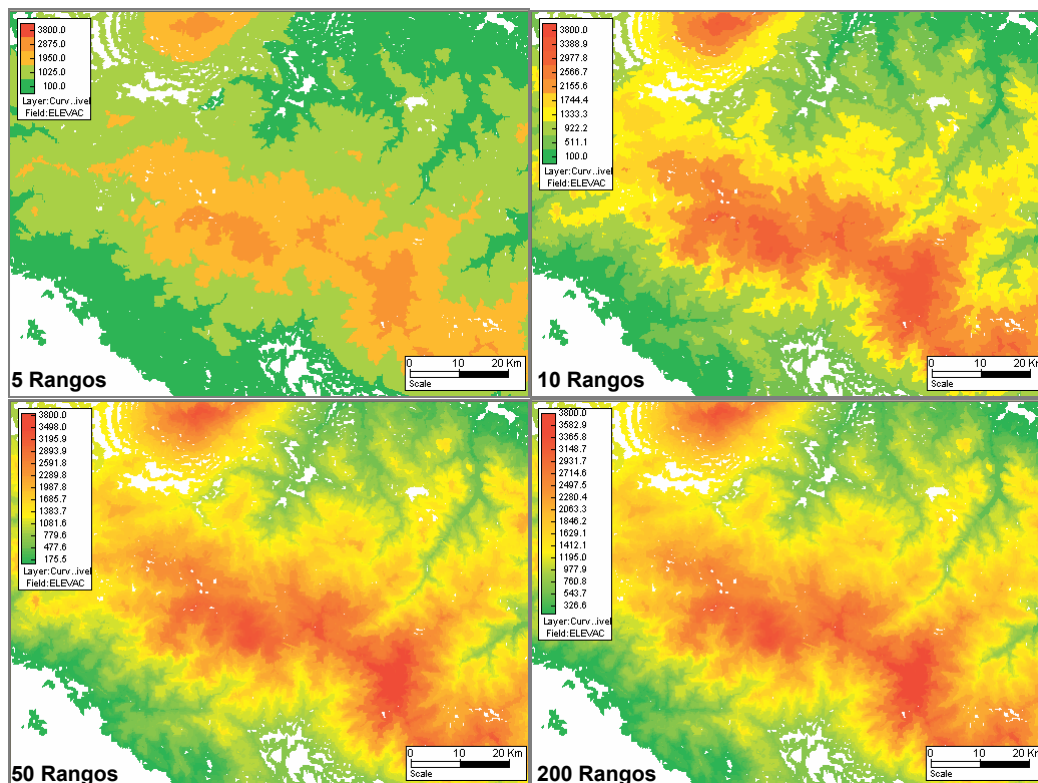 3800.0
2875.0
1950.0
1025.0
100.0
Layer:Curv..ivel
Field:ELEVAC
0 10 20 Km
Scale
5 Rangos
3800.0
3388.9
2977.8
2566.7
2155.6
1744.4
1333.3
922.2
511.1
100.0
Layer:Curv..ivel
Field:ELEVAC
0 10 20 Km
Scale
10 Rangos
3800.0
3498.0
3195.9
2893.9
2591.8
2289.8
1987.8
1685.7
1383.7
1081.6
779.6
477.6
175.5
Layer:Curv..ivel
Field:ELEVAC
0 10 20 Km
Scale
50 Rangos
3800.0
3582.9
3365.8
3148.7
2931.7
2714.6
2497.5
2280.4
2063.3
1846.2
1629.1
1412.1
1195.0
977.9
760.8
543.7
326.6
Layer:Curv..ivel
Field:ELEVAC
0 10 20 Km
Scale
200 Rangos